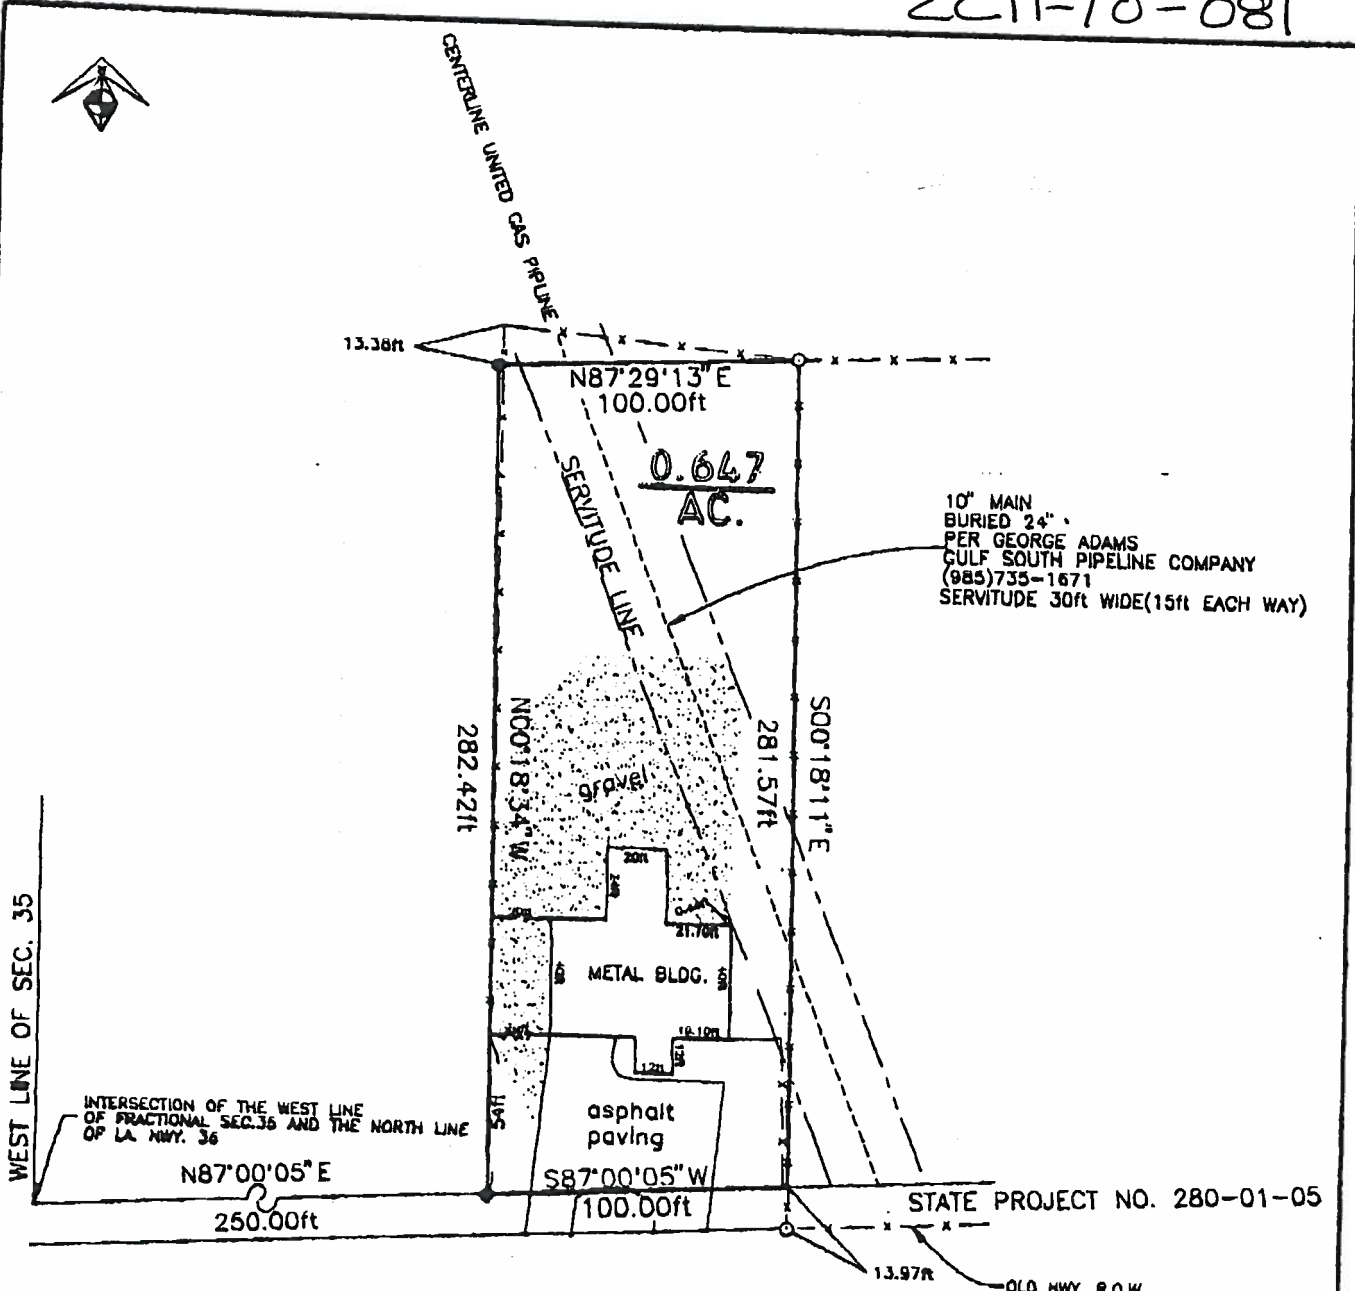 ZC11-10-081
CENTERLINE UNITED GAS PIPLINE
13.38ft
N87°29'13"E
100.00ft
0.647
AC.
SERVITUDE LINE
10" MAIN
BURIED 24"
PER GEORGE ADAMS
GULF SOUTH PIPELINE COMPANY
(985)735-1671
SERVITUDE 30ft WIDE(15ft EACH WAY)
N00°18'34"W
282.42ft
S00°18'11"E
281.57ft
gravel
20ft
21.70ft
METAL BLDG.
19.10ft
12ft
12ft
54ft
asphalt
paving
WEST LINE OF SEC. 35
INTERSECTION OF THE WEST LINE
OF FRACTIONAL SEC.35 AND THE NORTH LINE
OF LA. HWY. 36
N87°00'05"E
250.00ft
S87°00'05"W
100.00ft
STATE PROJECT NO. 280-01-05
13.97ft
OLD HWY. R.O.W.